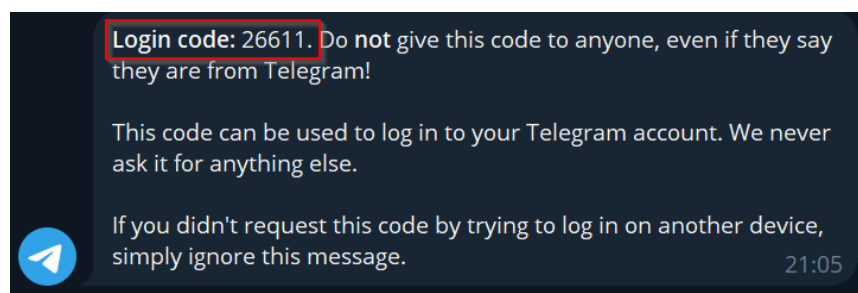 Login code: 26611. Do not give this code to anyone, even if they say
they are from Telegram!
This code can be used to log in to your Telegram account. We never
ask it for anything else.
If you didn't request this code by trying to log in on another device,
simply ignore this message.
21:05